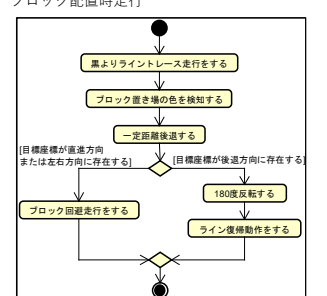 ブロック配置時走行
黒よりライントレース走行をする
ブロック置き場の色を検知する
一定距離後退する
[目標座標が直進方向
または左右方向に存在する]
[目標座標が後退方向に存在する]
180度反転する
ブロック回避走行をする
ライン復帰動作をする